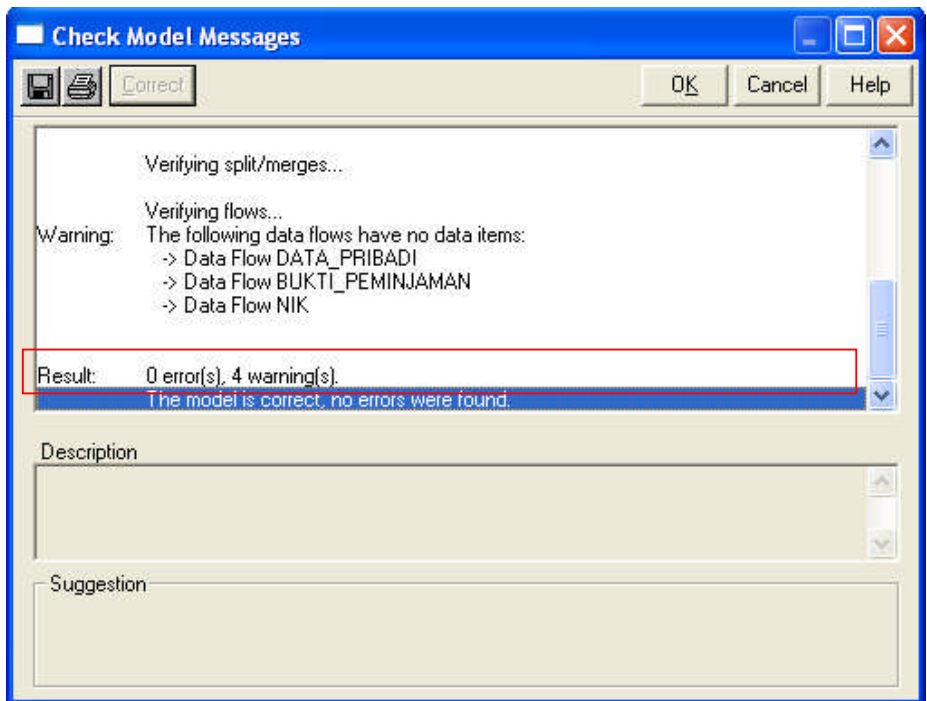 Check Model Messages
Correct OK Cancel Help
Verifying split/merges...
Verifying flows...
Warning: The following data flows have no data items:
-> Data Flow DATA_PRIBADI
-> Data Flow BUKTI_PEMINJAMAN
-> Data Flow NIK
Result: 0 error(s), 4 warning(s).
The model is correct, no errors were found.
Description
Suggestion